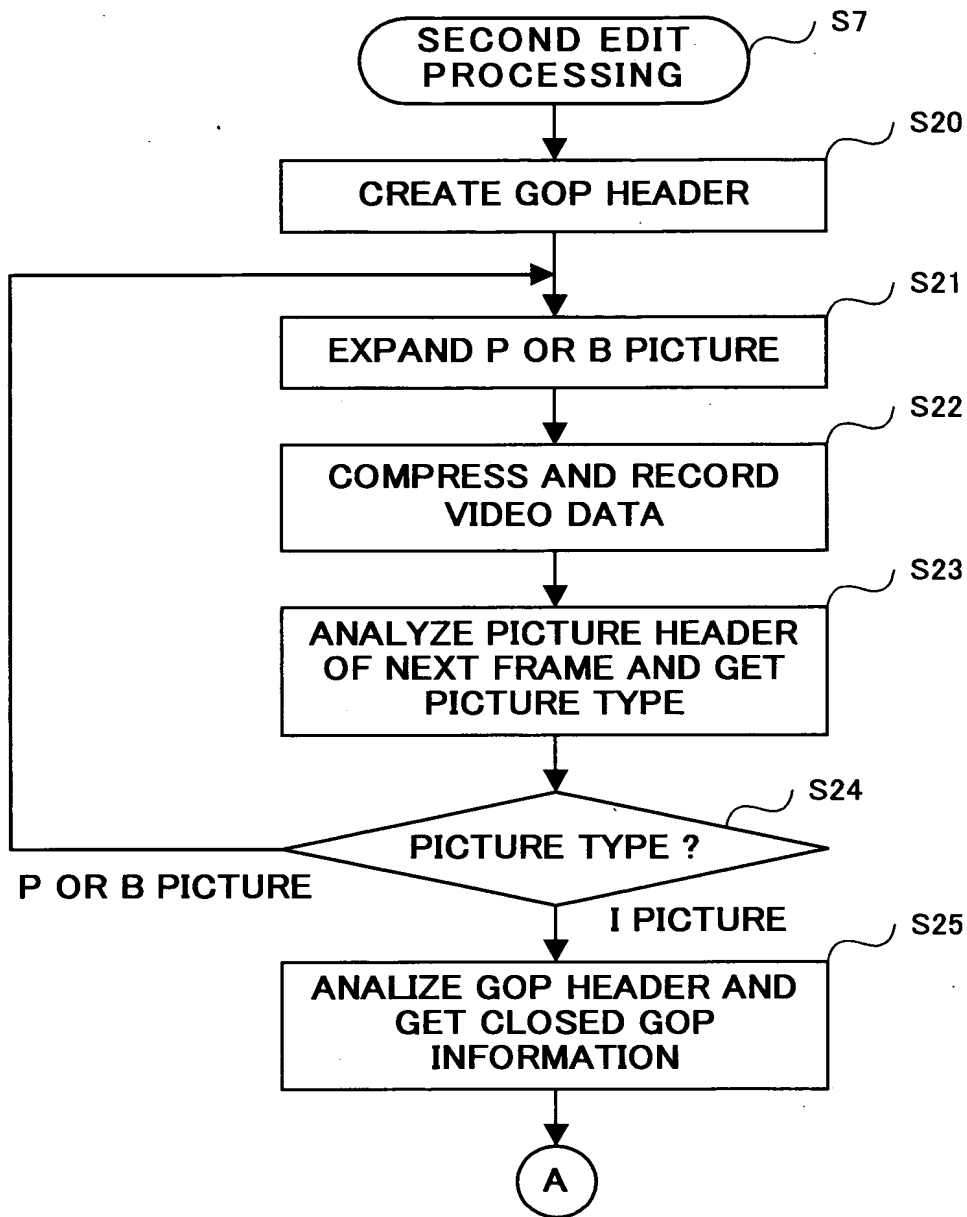 SECOND EDIT
PROCESSING
S7
S20
CREATE GOP HEADER
S21
EXPAND P OR B PICTURE
S22
COMPRESS AND RECORD
VIDEO DATA
S23
ANALYZE PICTURE HEADER
OF NEXT FRAME AND GET
PICTURE TYPE
S24
PICTURE TYPE ?
P OR B PICTURE
I PICTURE
S25
ANALIZE GOP HEADER AND
GET CLOSED GOP
INFORMATION
A